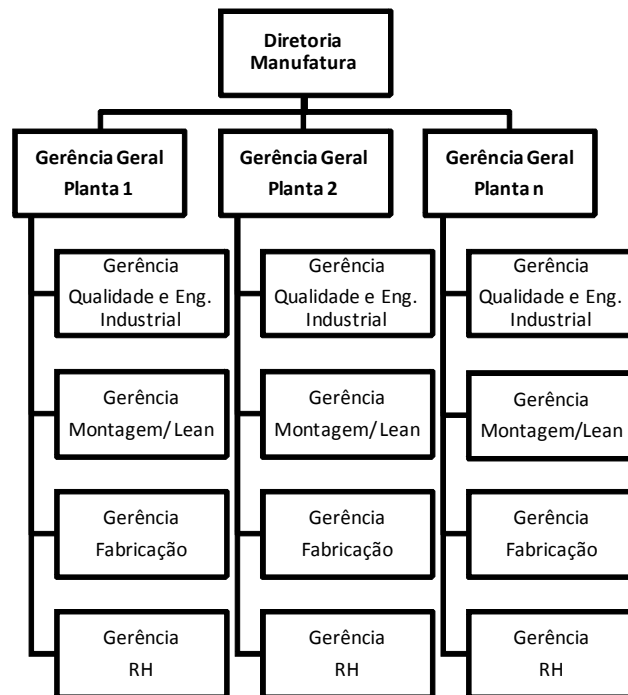 Diretoria
Manufatura
Gerência Geral
Planta 1
Gerência Geral
Planta 2
Gerência Geral
Planta n
Gerência
Qualidade e Eng.
Industrial
Gerência
Qualidade e Eng.
Industrial
Gerência
Qualidade e Eng.
Industrial
Gerência
Montagem/ Lean
Gerência
Montagem/ Lean
Gerência
Montagem/Lean
Gerência
Fabricação
Gerência
Fabricação
Gerência
Fabricação
Gerência
RH
Gerência
RH
Gerência
RH